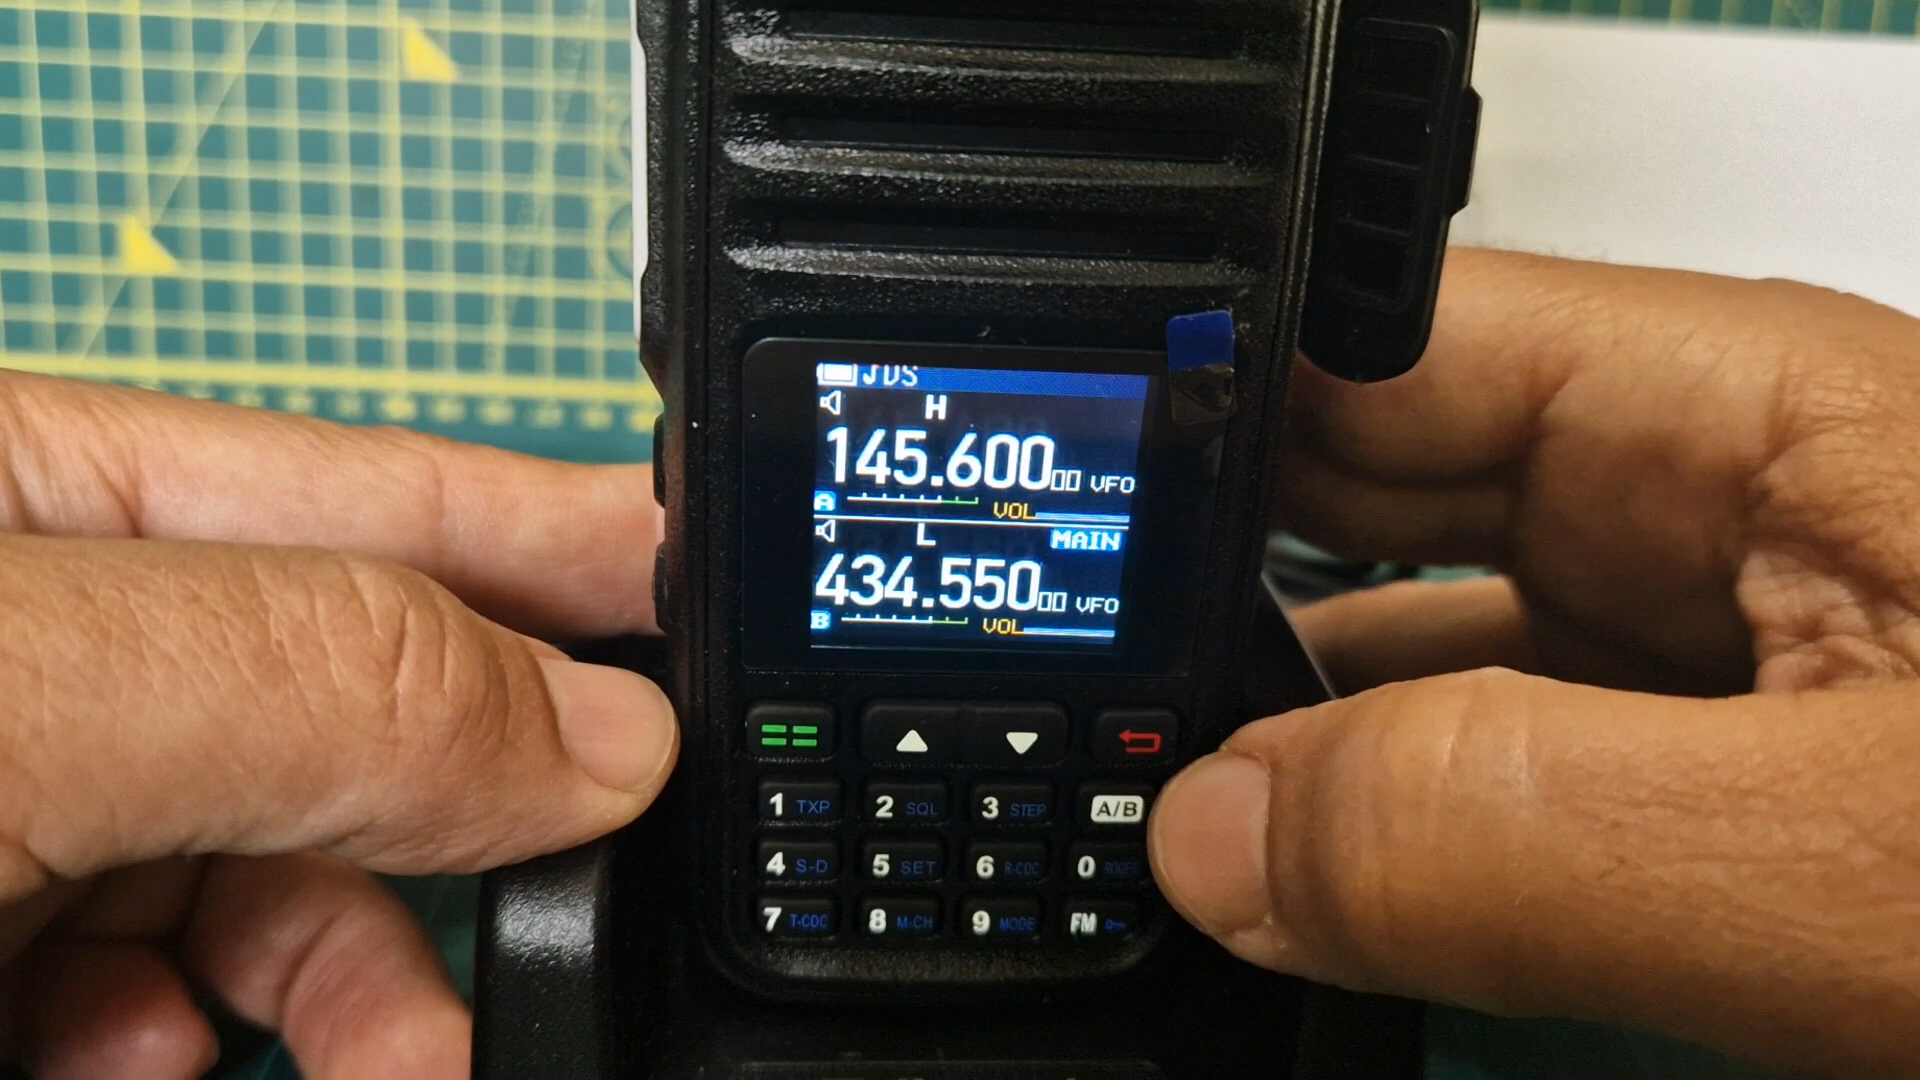 JDS
H
145.60000 VFO
A VOL
L MAIN
434.55000 VFO
B VOL
1 TXP 2 SQL 3 STEP A/B
4 S-D 5 SET 6 R-CDC 0
7 T-CDC 8 M-CH 9 MODE FM